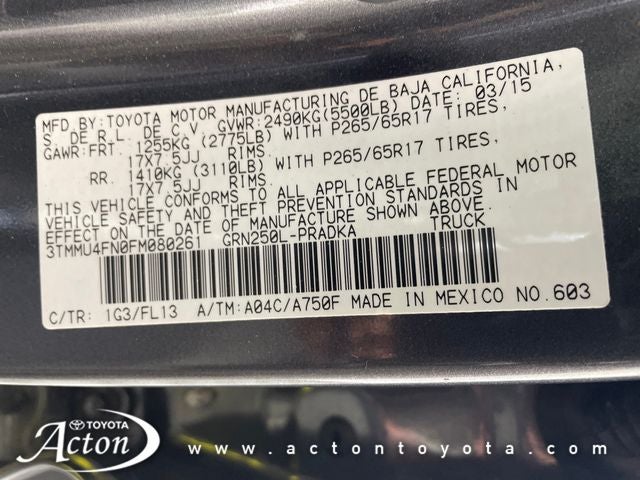 MFD.BY:TOYOTA MOTOR MANUFACTURING DE BAJA CALIFORNIA,
S. DE R.L. DE C.V. GVWR:2490KG(5500LB) DATE: 03/15
GAWR:FRT. 1255KG (2775LB) WITH P265/65R17 TIRES,
17X7.5JJ RIMS
RR. 1410KG (3110LB) WITH P265/65R17 TIRES,
17X7.5JJ RIMS
THIS VEHICLE CONFORMS TO ALL APPLICABLE FEDERAL MOTOR
VEHICLE SAFETY AND THEFT PREVENTION STANDARDS IN
EFFECT ON THE DATE OF MANUFACTURE SHOWN ABOVE.
3TMMU4FN0FM080261 GRN250L-PRADKA TRUCK
C/TR: 1G3/FL13 A/TM:A04C/A750F MADE IN MEXICO NO.603
TOYOTA
Acton
www.actontoyota.com